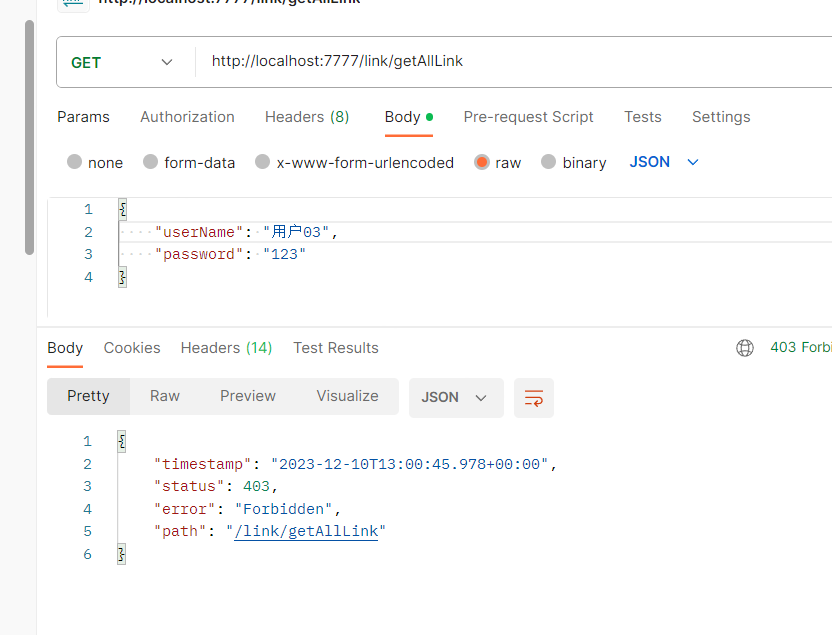 http://localhost:7777/link/getAllLink
GET http://localhost:7777/link/getAllLink
Params Authorization Headers (8) Body Pre-request Script Tests Settings
none form-data x-www-form-urlencoded raw binary JSON
1 {
2 "userName": "用户03",
3 "password": "123"
4 }
Body Cookies Headers (14) Test Results 403 Forbi
Pretty Raw Preview Visualize JSON
1 {
2 "timestamp": "2023-12-10T13:00:45.978+00:00",
3 "status": 403,
4 "error": "Forbidden",
5 "path": "/link/getAllLink"
6 }